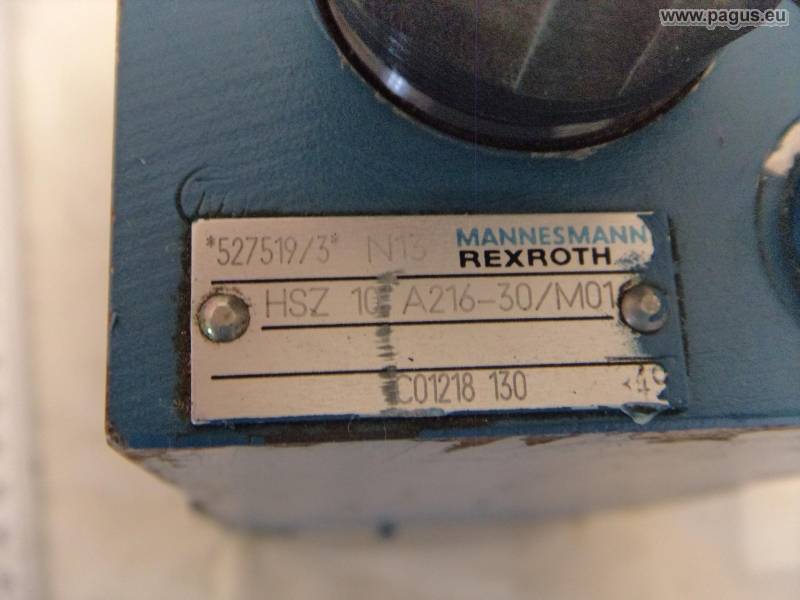 www.pagus.eu
*527519/3* N13 MANNESMANN
REXROTH
HSZ 10 A216-30/M01
C01218 130